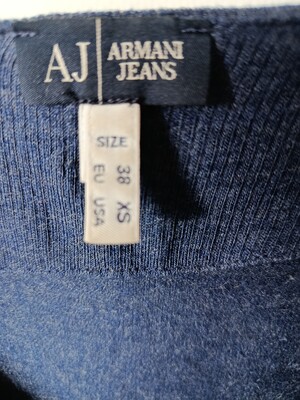 AJ ARMANI JEANS
SIZE
38 XS
EU USA